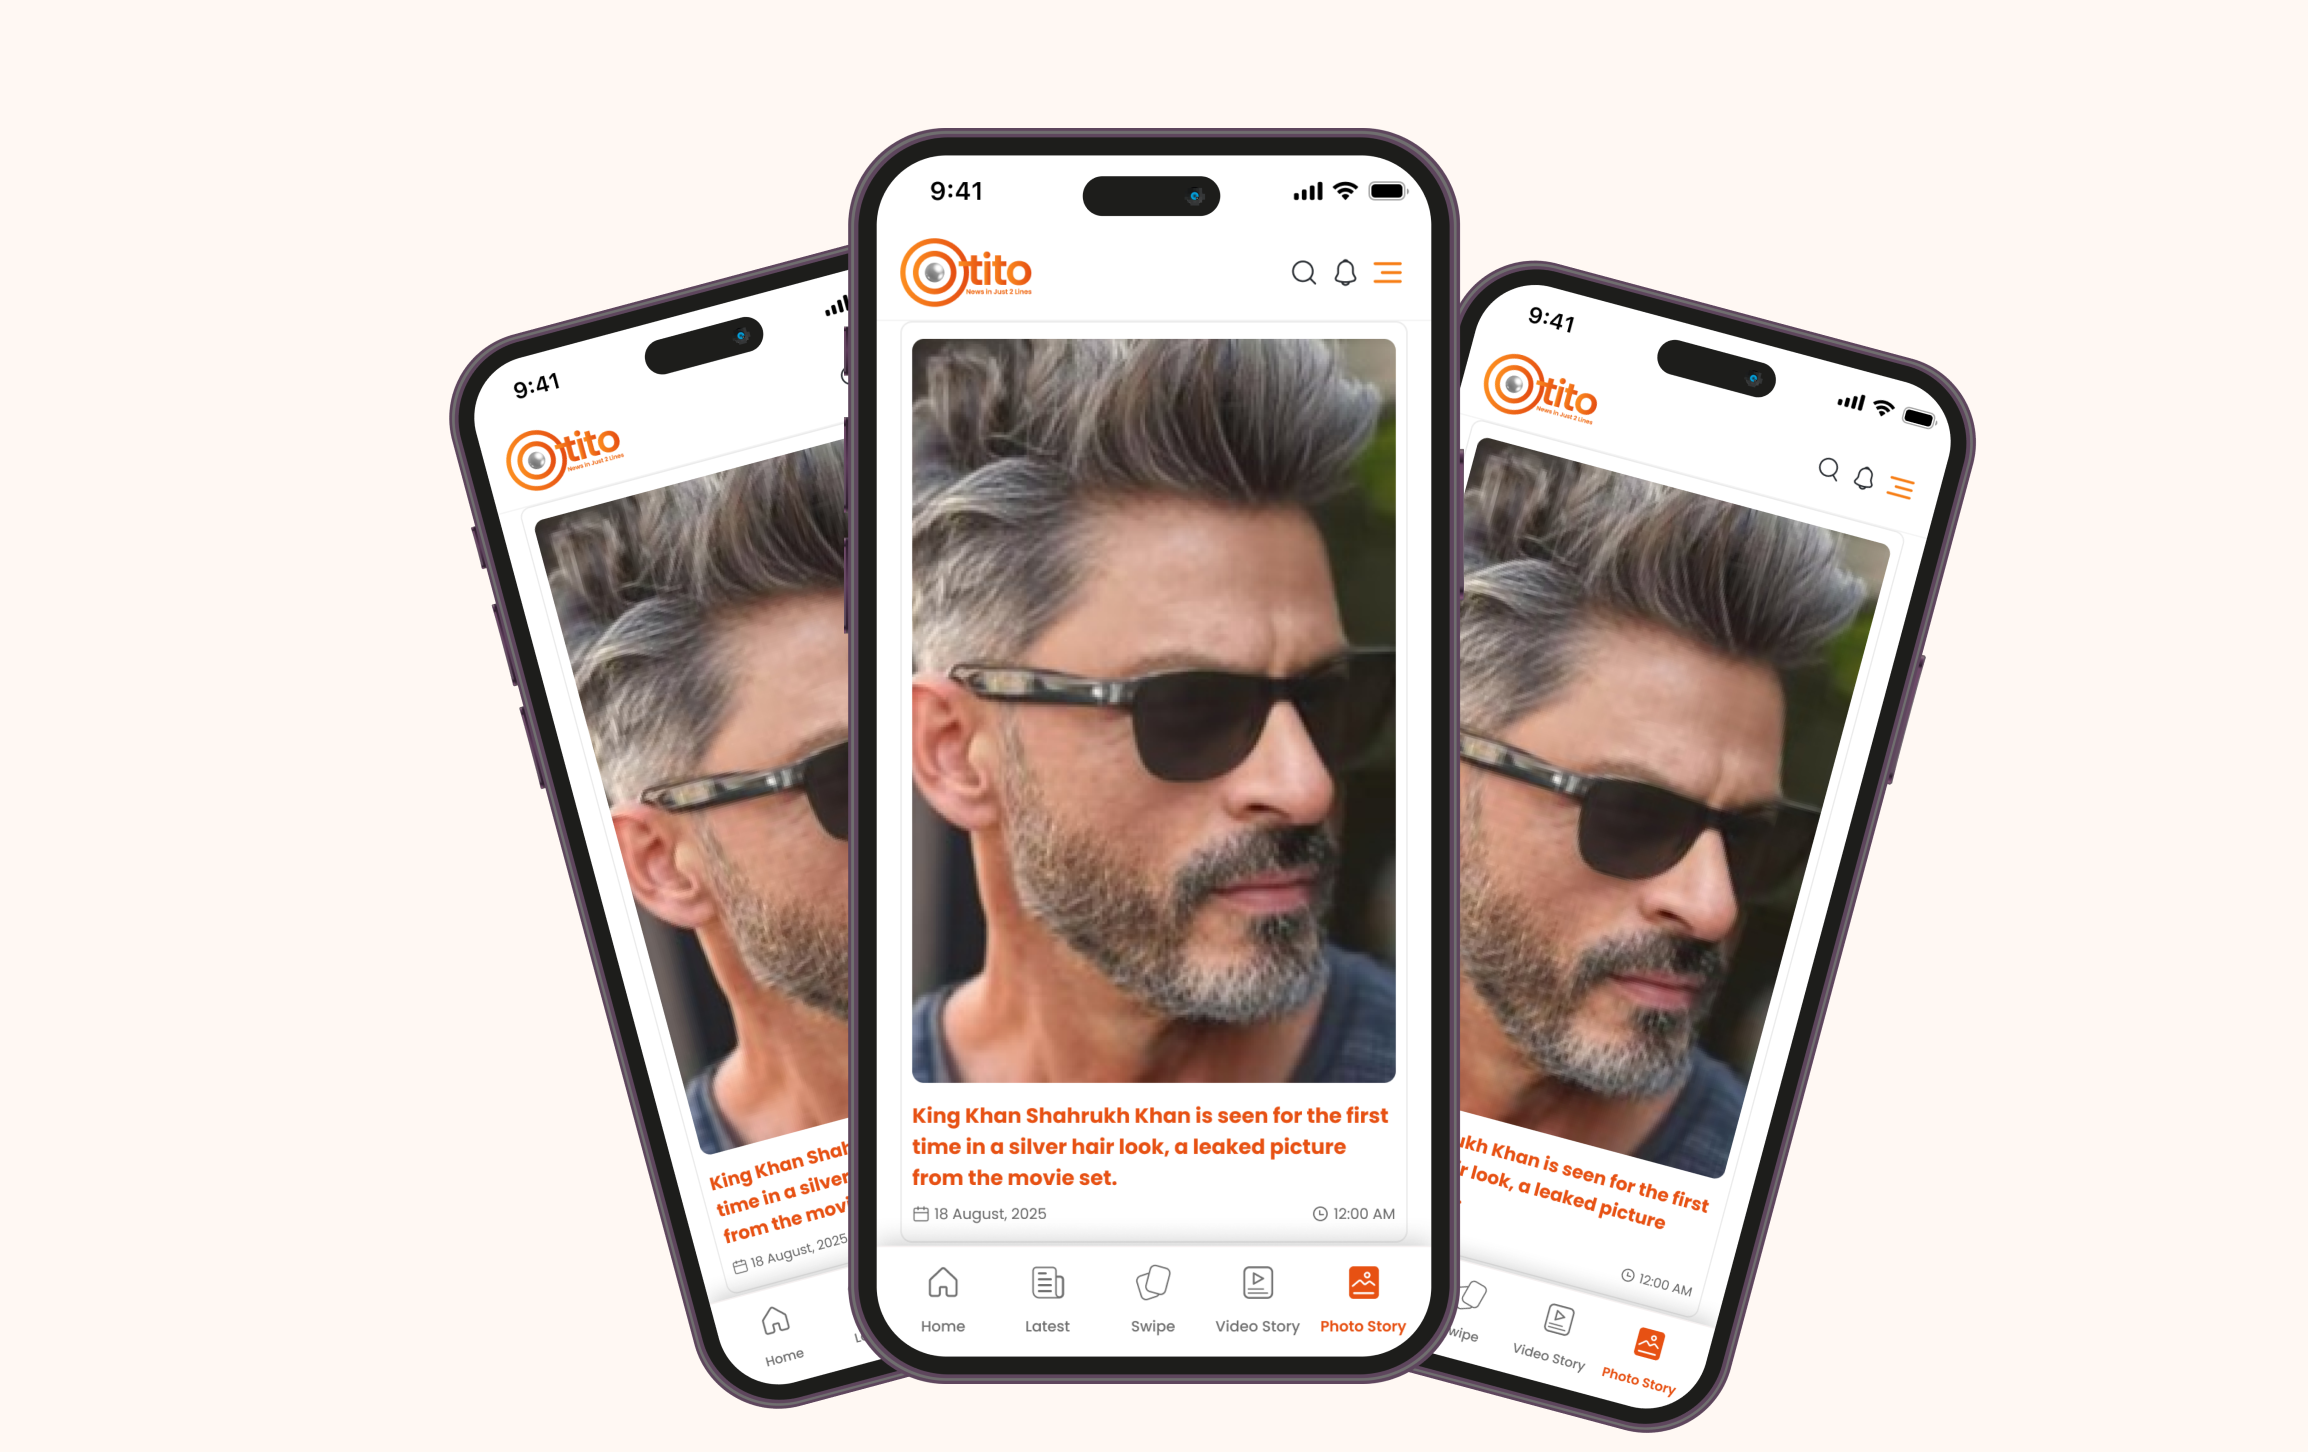 9:41
tito
News in Just 2 Lines
King Khan Shah
time in a silver
from the movi
18 August, 2025
Home
9:41
tito
News in Just 2 Lines
King Khan Shahrukh Khan is seen for the first
time in a silver hair look, a leaked picture
from the movie set.
18 August, 2025 12:00 AM
Home Latest Swipe Video Story Photo Story
9:41
tito
News in Just 2 Lines
ukh Khan is seen for the first
r look, a leaked picture
12:00 AM
wipe Video Story Photo Story